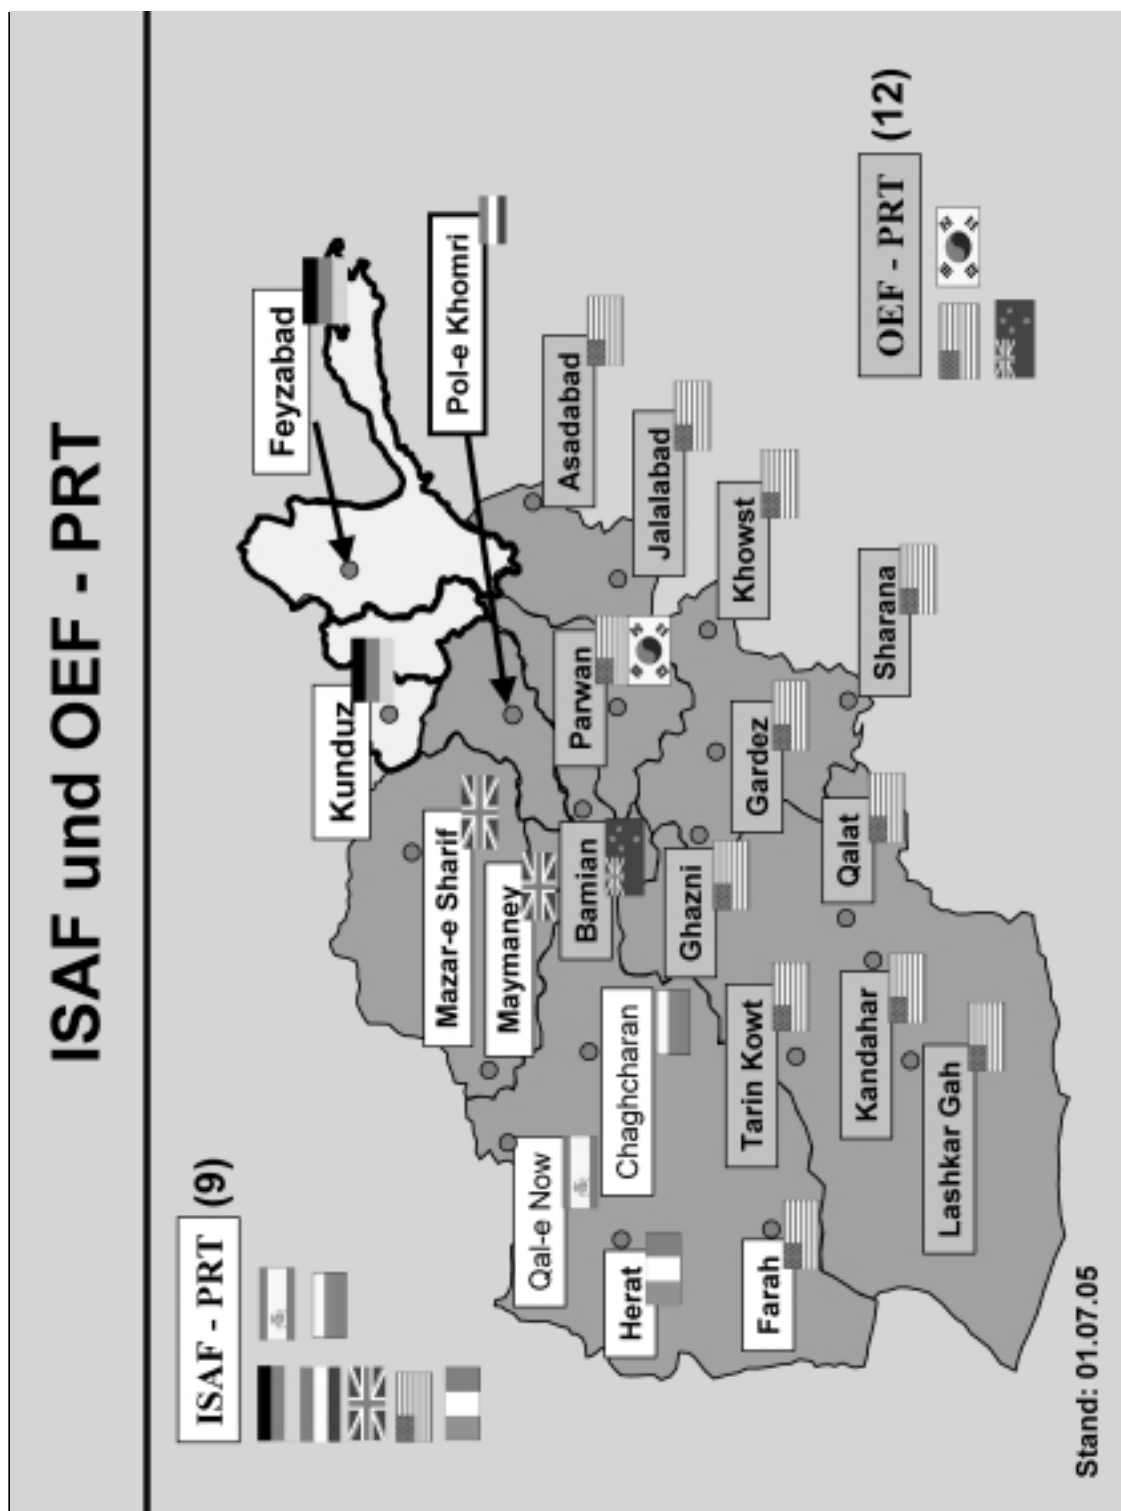 ISAF und OEF - PRT
ISAF - PRT (9)
Feyzabad
Kunduz
Pol-e Khomri
Mazar-e Sharif
Maymaney
Asadabad
Qal-e Now
Parwan
Bamian
Jalalabad
Chaghcharan
Herat
Ghazni
Khowst
Gardez
Tarin Kowt
Farah
Qalat
Sharana
Kandahar
Lashkar Gah
OEF - PRT (12)
Stand: 01.07.05